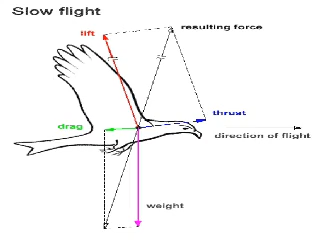 Slow flight
lift
resulting force
thrust
drag
direction of flight
weight